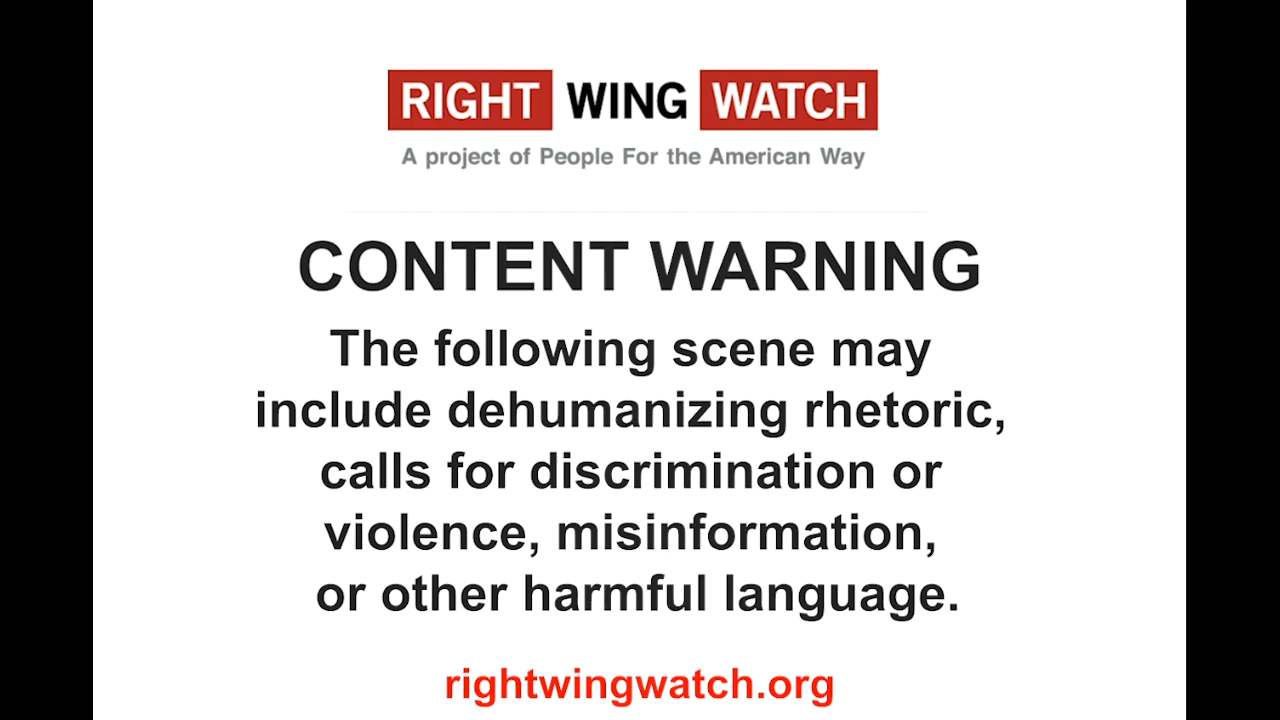 RIGHT WING WATCH
A project of People For the American Way
CONTENT WARNING
The following scene may
include dehumanizing rhetoric,
calls for discrimination or
violence, misinformation,
or other harmful language.
rightwingwatch.org